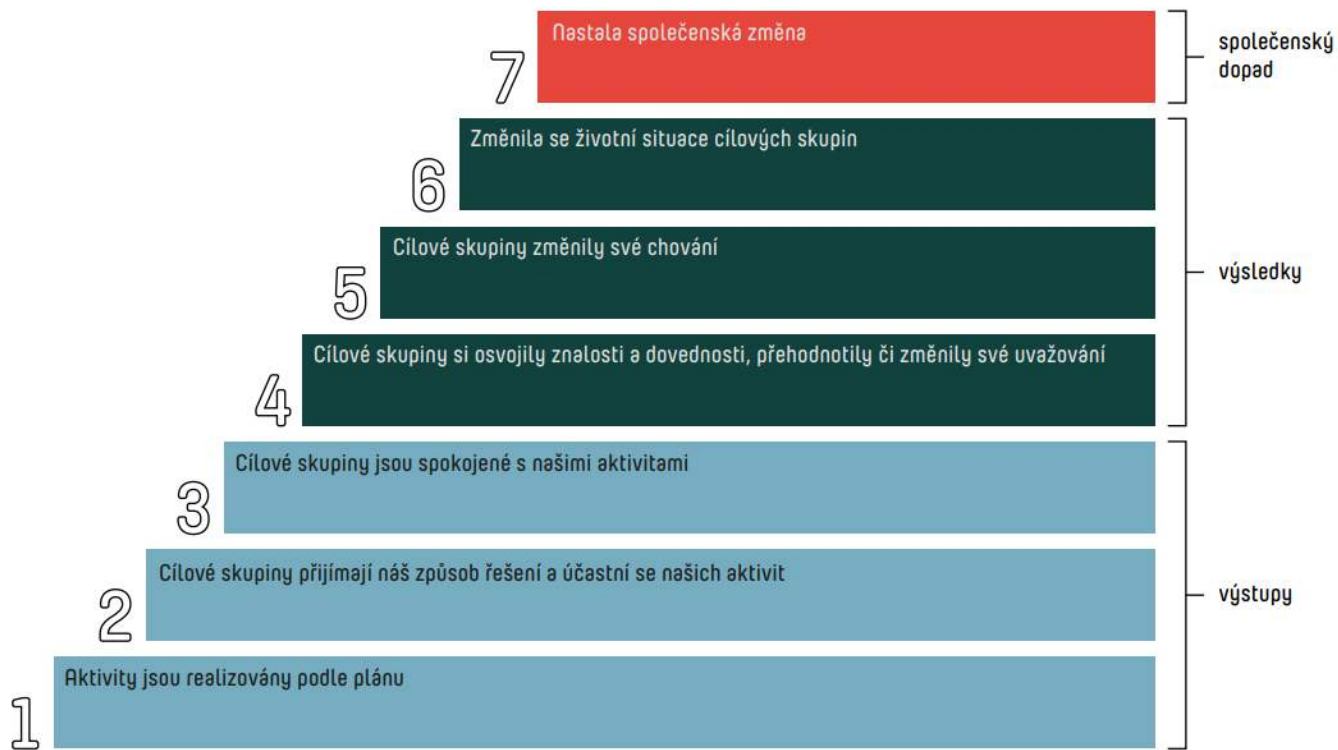 7
Nastala společenská změna
společenský
dopad
6
Změnila se životní situace cílových skupin
5
Cílové skupiny změnily své chování
výsledky
4
Cílové skupiny si osvojily znalosti a dovednosti, přehodnotily či změnily své uvažování
3
Cílové skupiny jsou spokojené s našimi aktivitami
2
Cílové skupiny přijímají náš způsob řešení a účastní se našich aktivit
výstupy
1
Aktivity jsou realizovány podle plánu